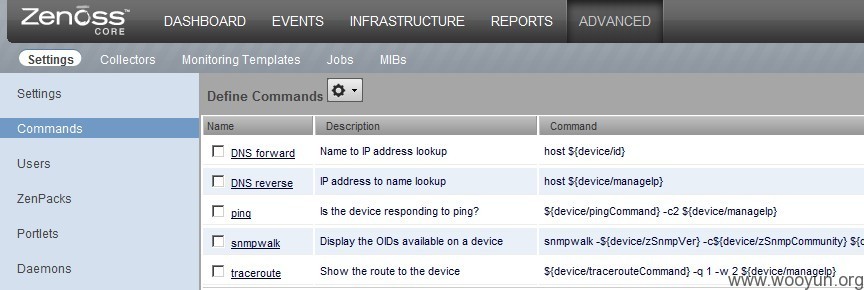 Zenoss CORE DASHBOARD EVENTS INFRASTRUCTURE REPORTS ADVANCED
Settings Collectors Monitoring Templates Jobs MIBs
Settings
Commands
Users
ZenPacks
Portlets
Daemons
Define Commands
Name Description Command
DNS forward Name to IP address lookup host ${device/id}
DNS reverse IP address to name lookup host ${device/manageIp}
ping Is the device responding to ping? ${device/pingCommand} -c2 ${device/manageIp}
snmpwalk Display the OIDs available on a device snmpwalk -${device/zSnmpVer} -c${device/zSnmpCommunity} ${
traceroute Show the route to the device ${device/tracerouteCommand} -q 1 -w 2 ${device/manageIp}
www.wooyun.org